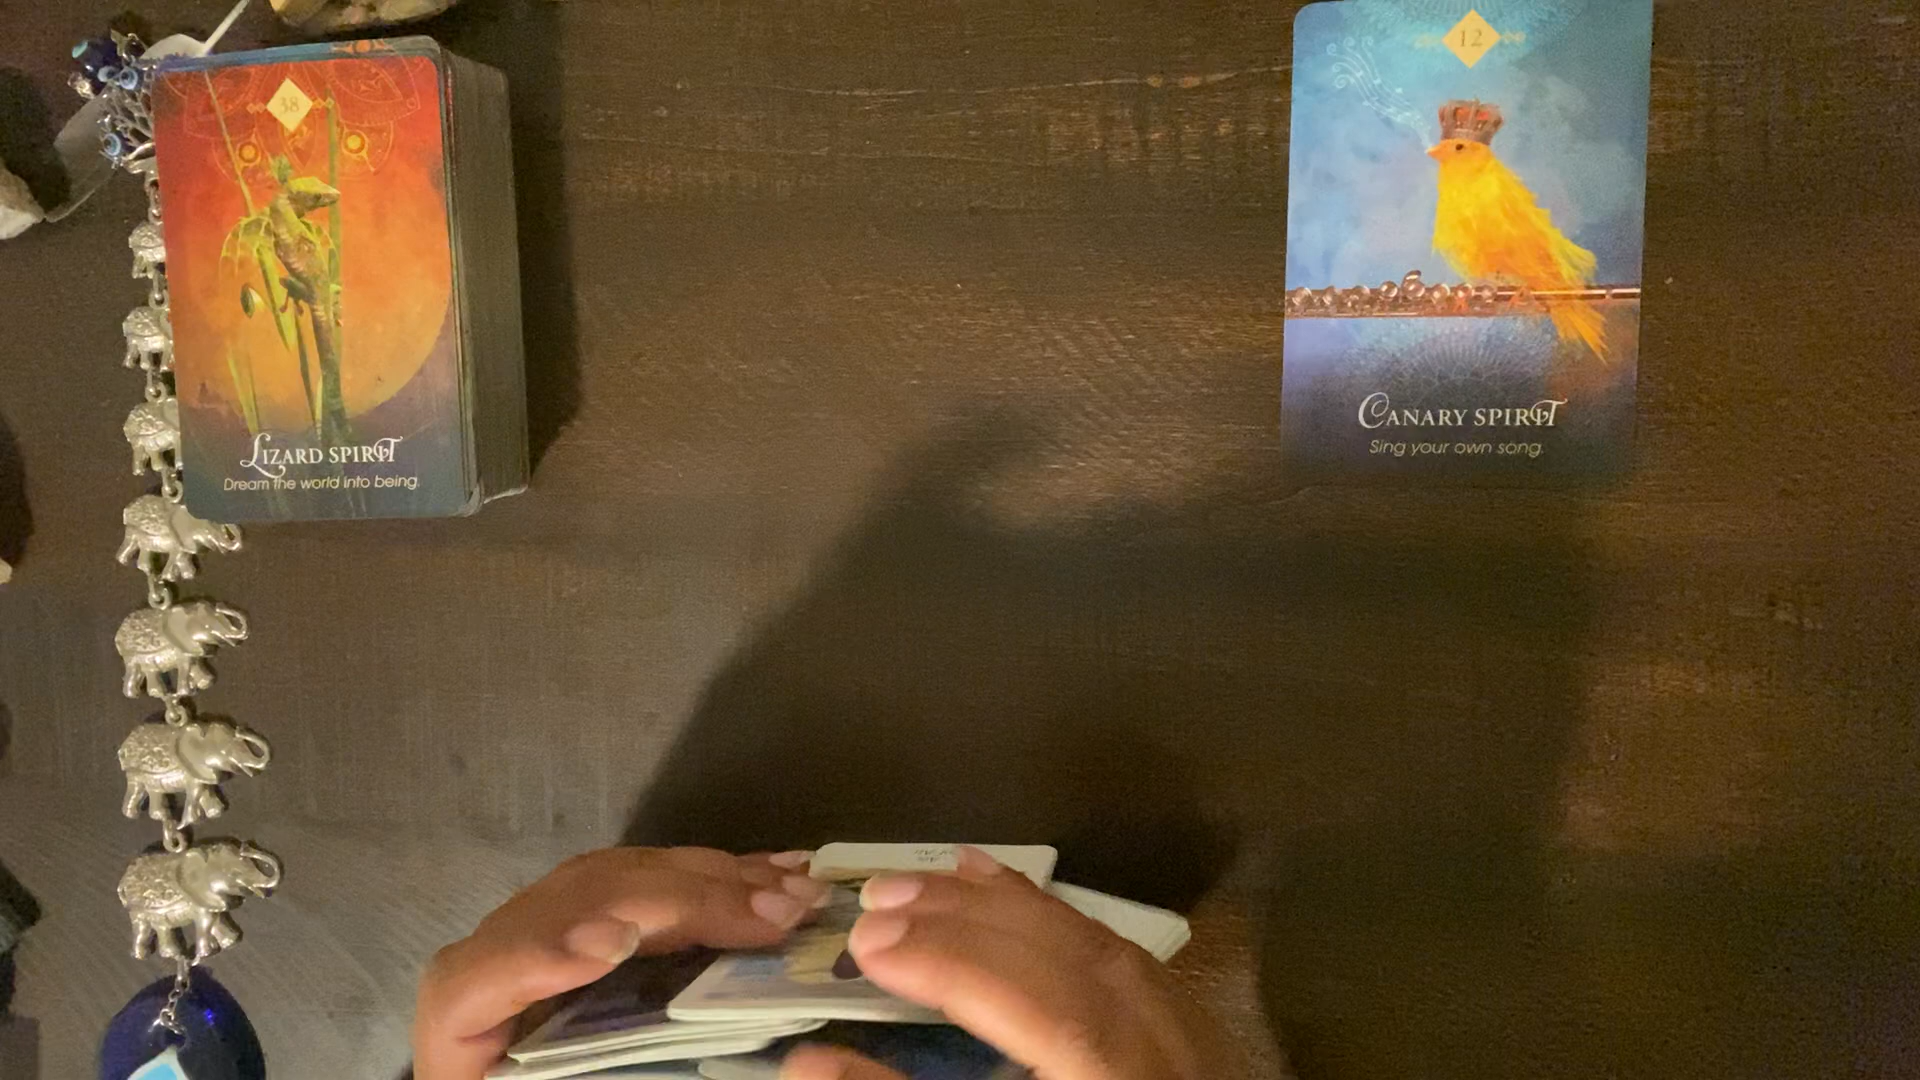 38
LIZARD SPIRIT
Dream the world into being.
12
CANARY SPIRIT
Sing your own song.